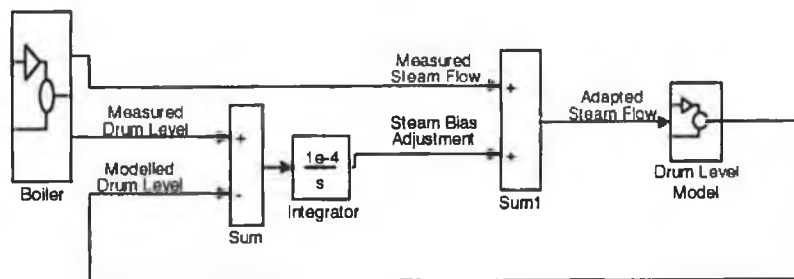 Measured
Steam Flow
Measured
Drum Level
Steam Bias
Adjustment
Adapted
Steam Flow
+
+
+
-
1e-4
s
Modelled
Drum Level
Boiler
Sum
Integrator
Sum1
Drum Level
Model